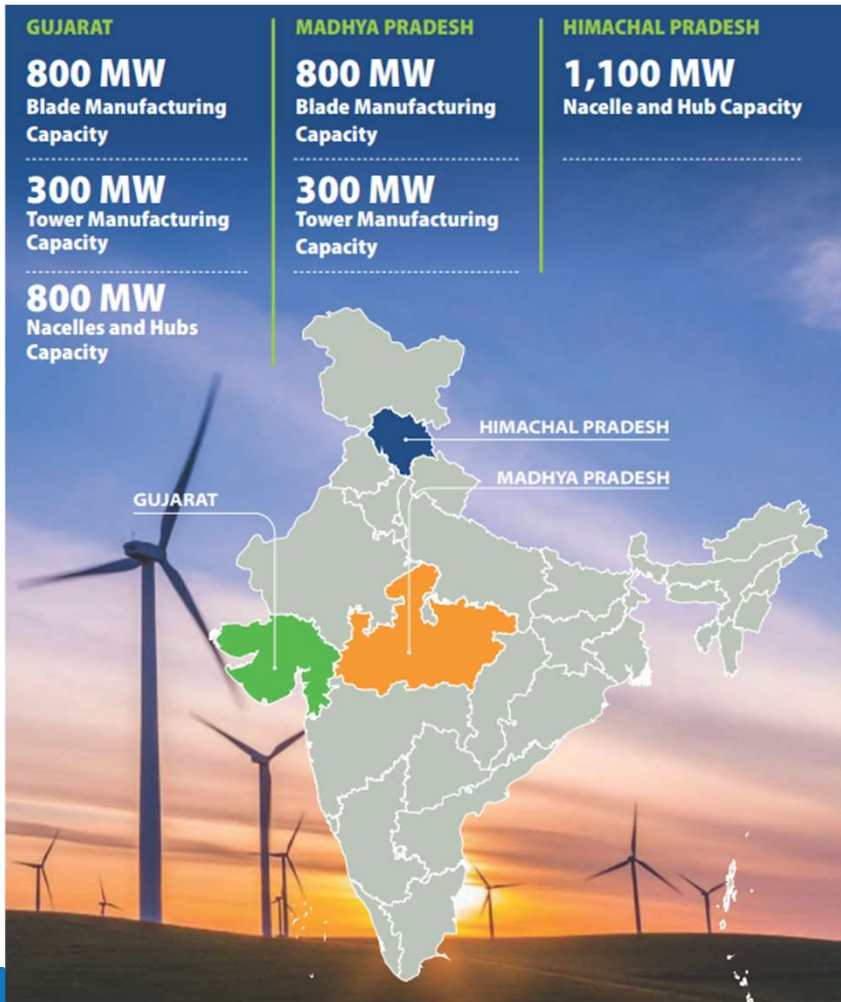 GUJARAT
800 MW
Blade Manufacturing
Capacity
300 MW
Tower Manufacturing
Capacity
800 MW
Nacelles and Hubs
Capacity
MADHYA PRADESH
800 MW
Blade Manufacturing
Capacity
300 MW
Tower Manufacturing
Capacity
HIMACHAL PRADESH
1,100 MW
Nacelle and Hub Capacity
HIMACHAL PRADESH
MADHYA PRADESH
GUJARAT